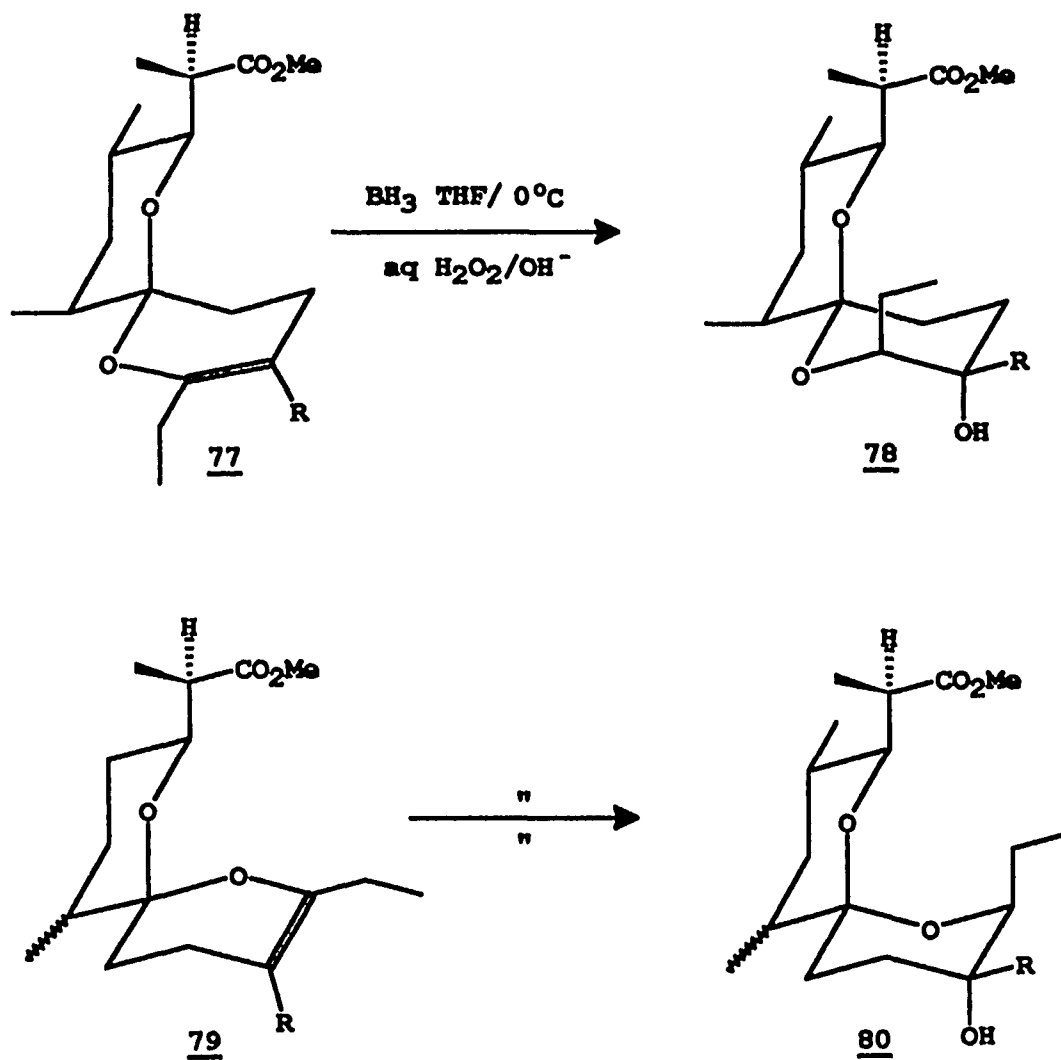 H
CO2Me
O
O
R
77
BH3 THF/ 0°C
aq H2O2/OH-
H
CO2Me
O
O
R
OH
78
H
CO2Me
O
O
R
79
"
"
H
CO2Me
O
O
R
OH
80